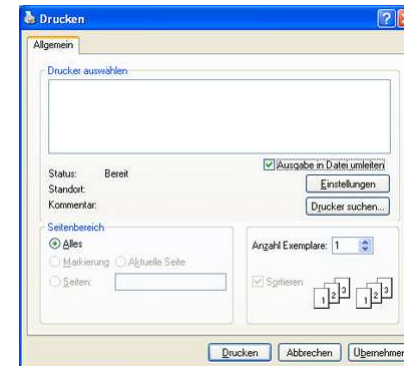 Drucken
Allgemein
Drucker auswählen
Status: Bereit
Standort:
Kommentar:
Ausgabe in Datei umleiten
Einstellungen
Drucker suchen...
Seitenbereich
Alles
Markierung Aktuelle Seite
Seiten:
Anzahl Exemplare: 1
Sortieren
1 2 3 1 2 3
Drucken Abbrechen Übernehmen